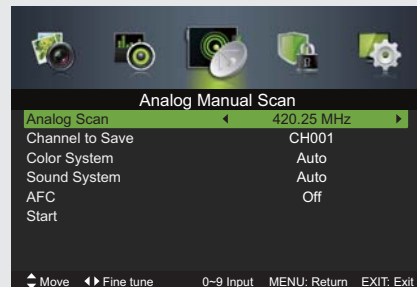 Analog Manual Scan
Analog Scan 420.25 MHz
Channel to Save CH001
Color System Auto
Sound System Auto
AFC Off
Start
Move Fine tune 0~9 Input MENU: Return EXIT: Exit